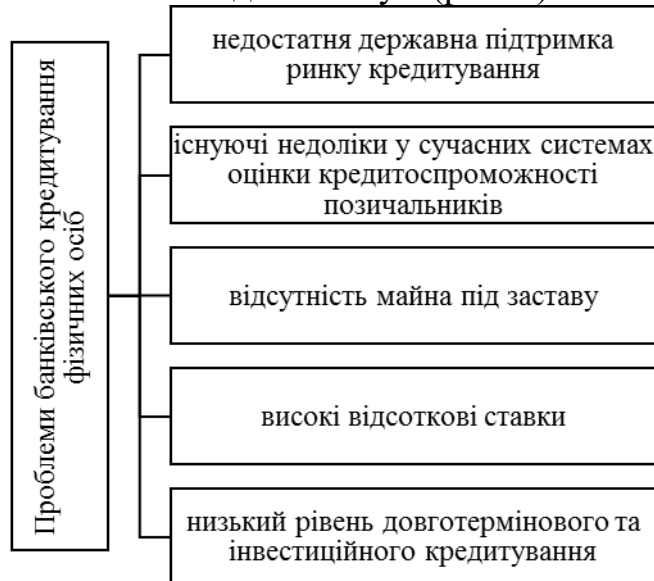 недостатня державна підтримка
ринку кредитування
Проблеми банківського кредитування
фізичних осіб
існуючі недоліки у сучасних системах
оцінки кредитоспроможності
позичальників
відсутність майна під заставу
високі відсоткові ставки
низький рівень довготермінового та
інвестиційного кредитування